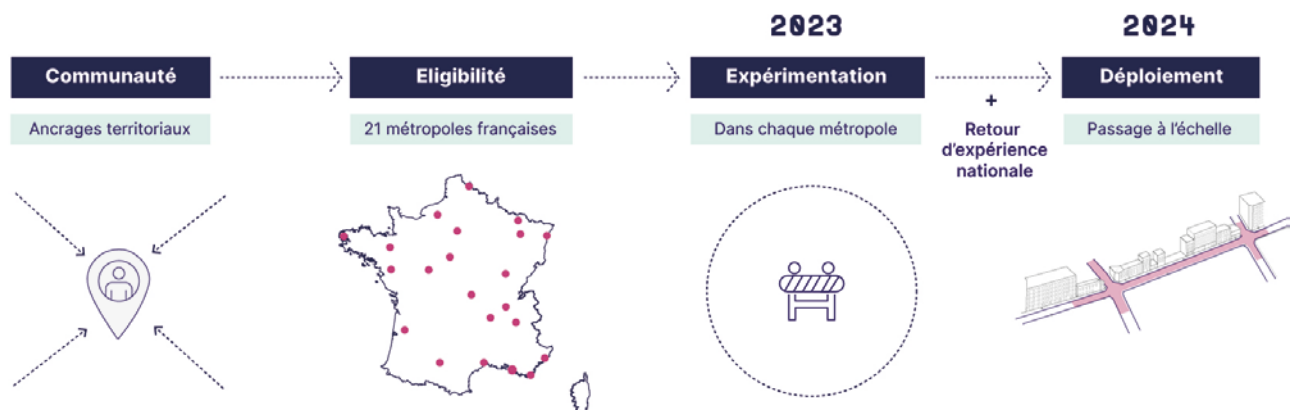 2023
2024
Communauté
Eligibilité
Expérimentation
Déploiement
Ancrages territoriaux
21 métropoles françaises
Dans chaque métropole
+
Retour
d'expérience
nationale
Passage à l'échelle